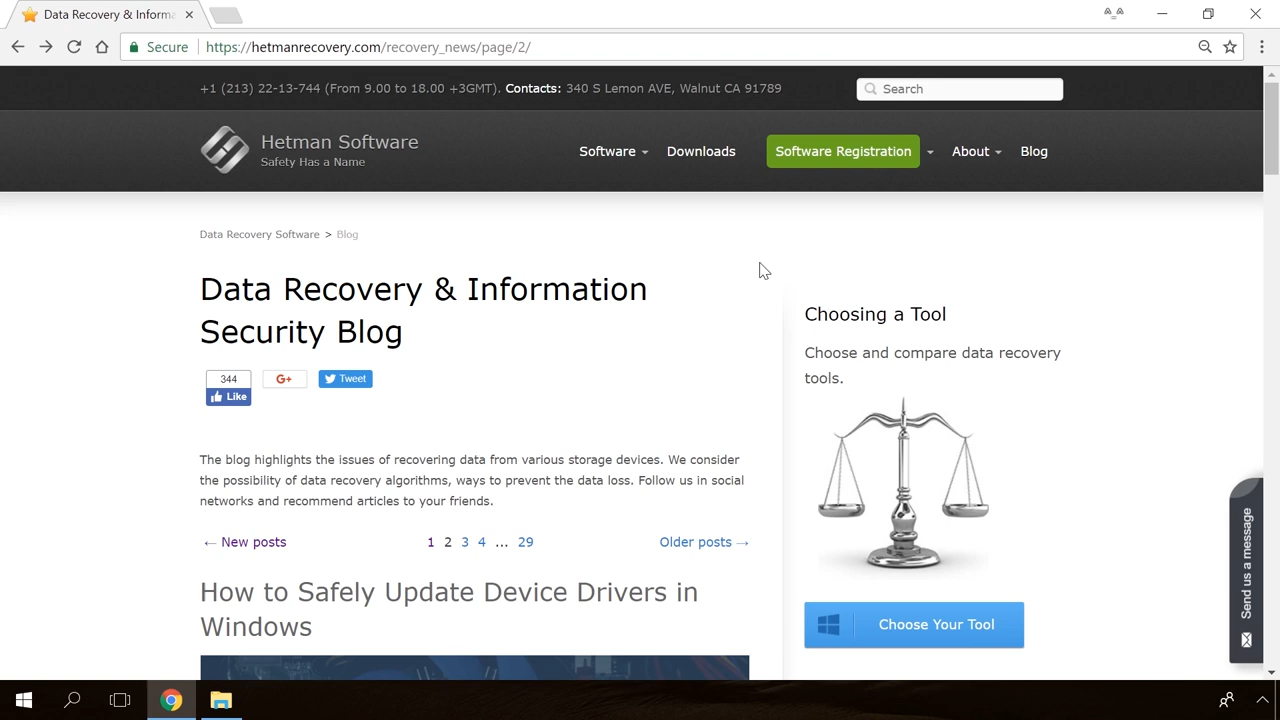 Data Recovery & Informa
Secure
https://hetmanrecovery.com/recovery_news/page/2/
+1 (213) 22-13-744 (From 9.00 to 18.00 +3GMT). Contacts: 340 S Lemon AVE, Walnut CA 91789
Search
Hetman Software
Safety Has a Name
Software
Downloads
Software Registration
About
Blog
Data Recovery Software > Blog
Data Recovery & Information
Security Blog
344
Like
G+
Tweet
The blog highlights the issues of recovering data from various storage devices. We consider
the possibility of data recovery algorithms, ways to prevent the data loss. Follow us in social
networks and recommend articles to your friends.
← New posts
1 2 3 4 ... 29
Older posts →
How to Safely Update Device Drivers in
Windows
Choosing a Tool
Choose and compare data recovery
tools.
Choose Your Tool
Send us a message